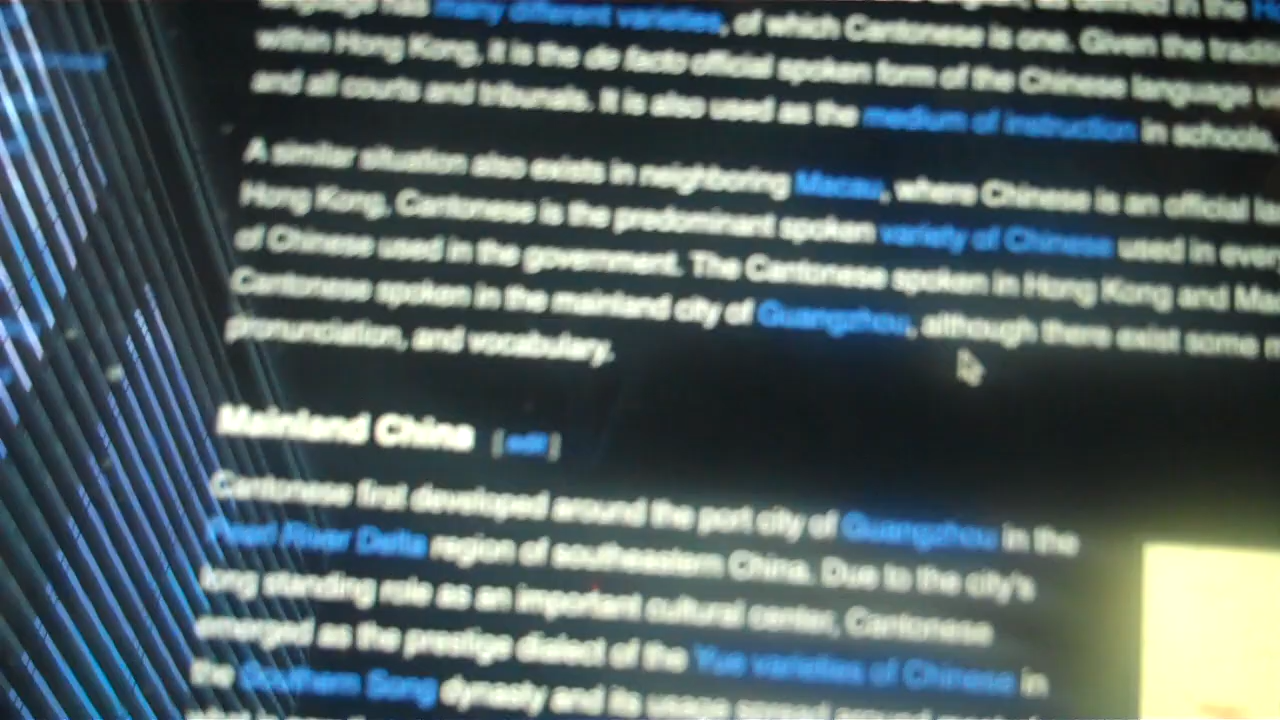 many different varieties, of which Cantonese is one. Given the
within Hong Kong, it is the de facto official spoken form of the Chinese language
and all courts and tribunals. It is also used as the medium of instruction in schools,
A similar situation also exists in neighboring Macau, where Chinese is an official
Hong Kong, Cantonese is the predominant spoken variety of Chinese used in
of Chinese used in the government. The Cantonese spoken in Hong Kong and
Cantonese spoken in the mainland city of Guangzhou, although there exist some
pronunciation, and vocabulary.
Mainland China [edit]
Cantonese first developed around the port city of Guangzhou in the
Pearl River Delta region of southeastern China. Due to the city's
long standing role as an important cultural center, Cantonese
emerged as the prestige dialect of the Yue varieties of Chinese in
the Southern Song dynasty and its usage spread around